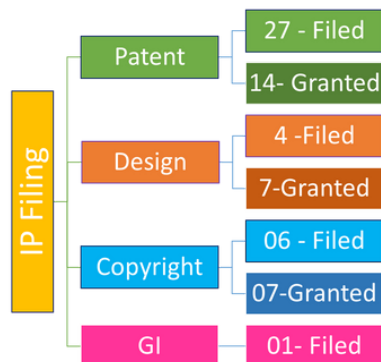 IP Filing
Patent
27 - Filed
14- Granted
Design
4 -Filed
7-Granted
Copyright
06 - Filed
07-Granted
GI
01- Filed